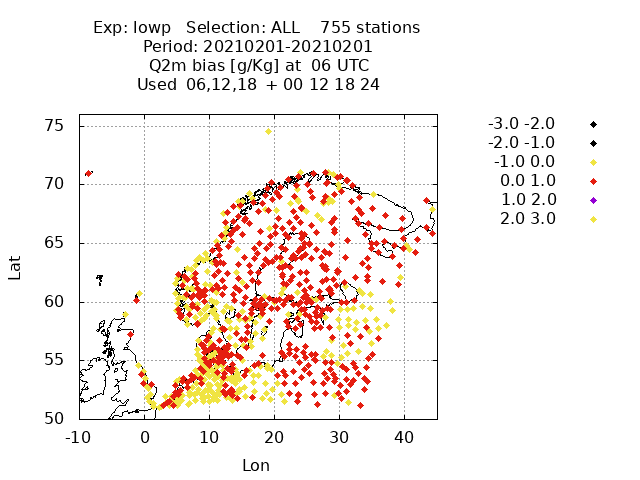 Exp: lowp   Selection: ALL    755 stations
Period: 20210201-20210201
Q2m bias [g/Kg] at  06 UTC
Used  06,12,18  + 00 12 18 24
-3.0 -2.0
-2.0 -1.0
-1.0 0.0
0.0 1.0
1.0 2.0
2.0 3.0
75
70
65
60
55
50
Lat
-10 0 10 20 30 40
Lon